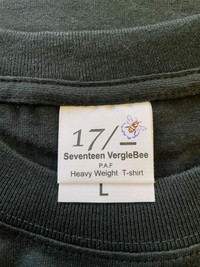 17/–
Seventeen VergleBee
P.A.F
Heavy Weight T-shirt
L